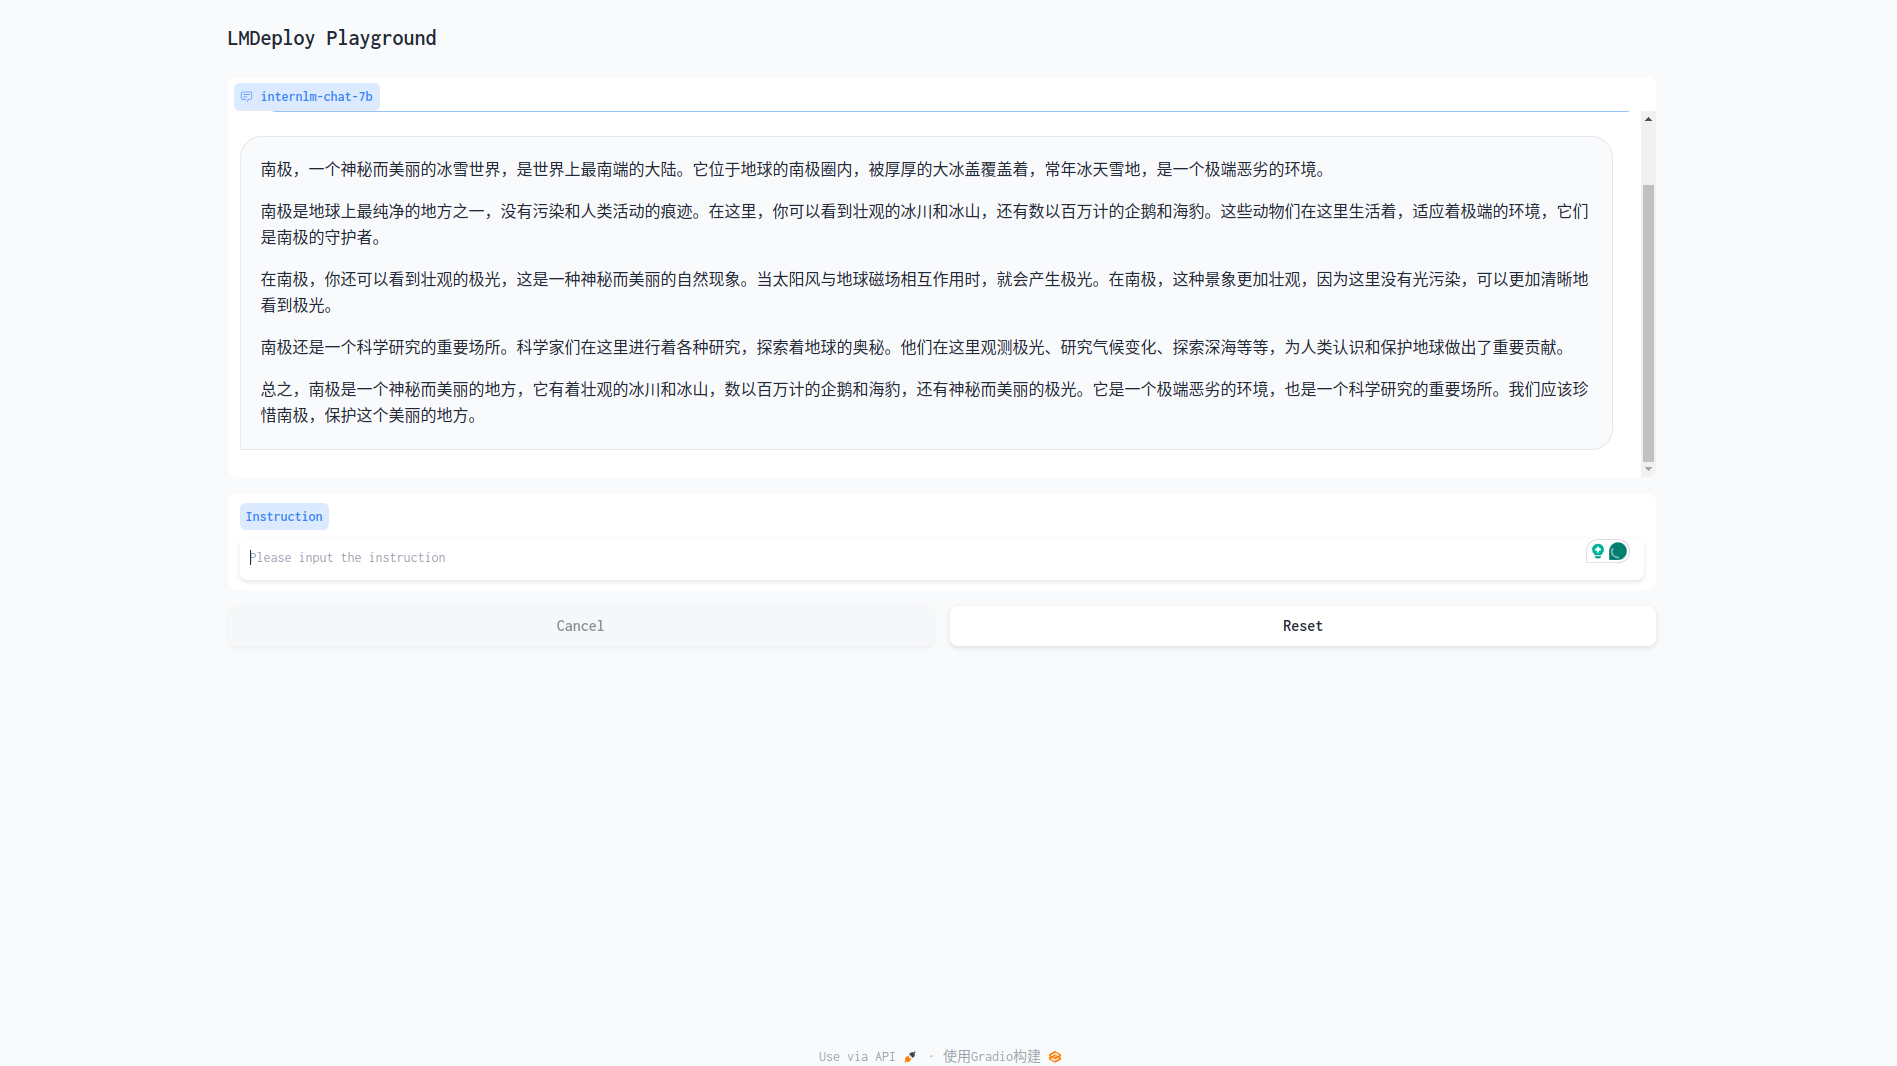 LMDeploy Playground
internlm-chat-7b
南极，一个神秘而美丽的冰雪世界，是世界上最南端的大陆。它位于地球的南极圈内，被厚厚的大冰盖覆盖着，常年冰天雪地，是一个极端恶劣的环境。
南极是地球上最纯净的地方之一，没有污染和人类活动的痕迹。在这里，你可以看到壮观的冰川和冰山，还有数以百万计的企鹅和海豹。这些动物们在这里生活着，适应着极端的环境，它们
是南极的守护者。
在南极，你还可以看到壮观的极光，这是一种神秘而美丽的自然现象。当太阳风与地球磁场相互作用时，就会产生极光。在南极，这种景象更加壮观，因为这里没有光污染，可以更加清晰地
看到极光。
南极还是一个科学研究的重要场所。科学家们在这里进行着各种研究，探索着地球的奥秘。他们在这里观测极光、研究气候变化、探索深海等等，为人类认识和保护地球做出了重要贡献。
总之，南极是一个神秘而美丽的地方，它有着壮观的冰川和冰山，数以百万计的企鹅和海豹，还有神秘而美丽的极光。它是一个极端恶劣的环境，也是一个科学研究的重要场所。我们应该珍
惜南极，保护这个美丽的地方。
Instruction
Please input the instruction
Cancel
Reset
Use via API · 使用Gradio构建